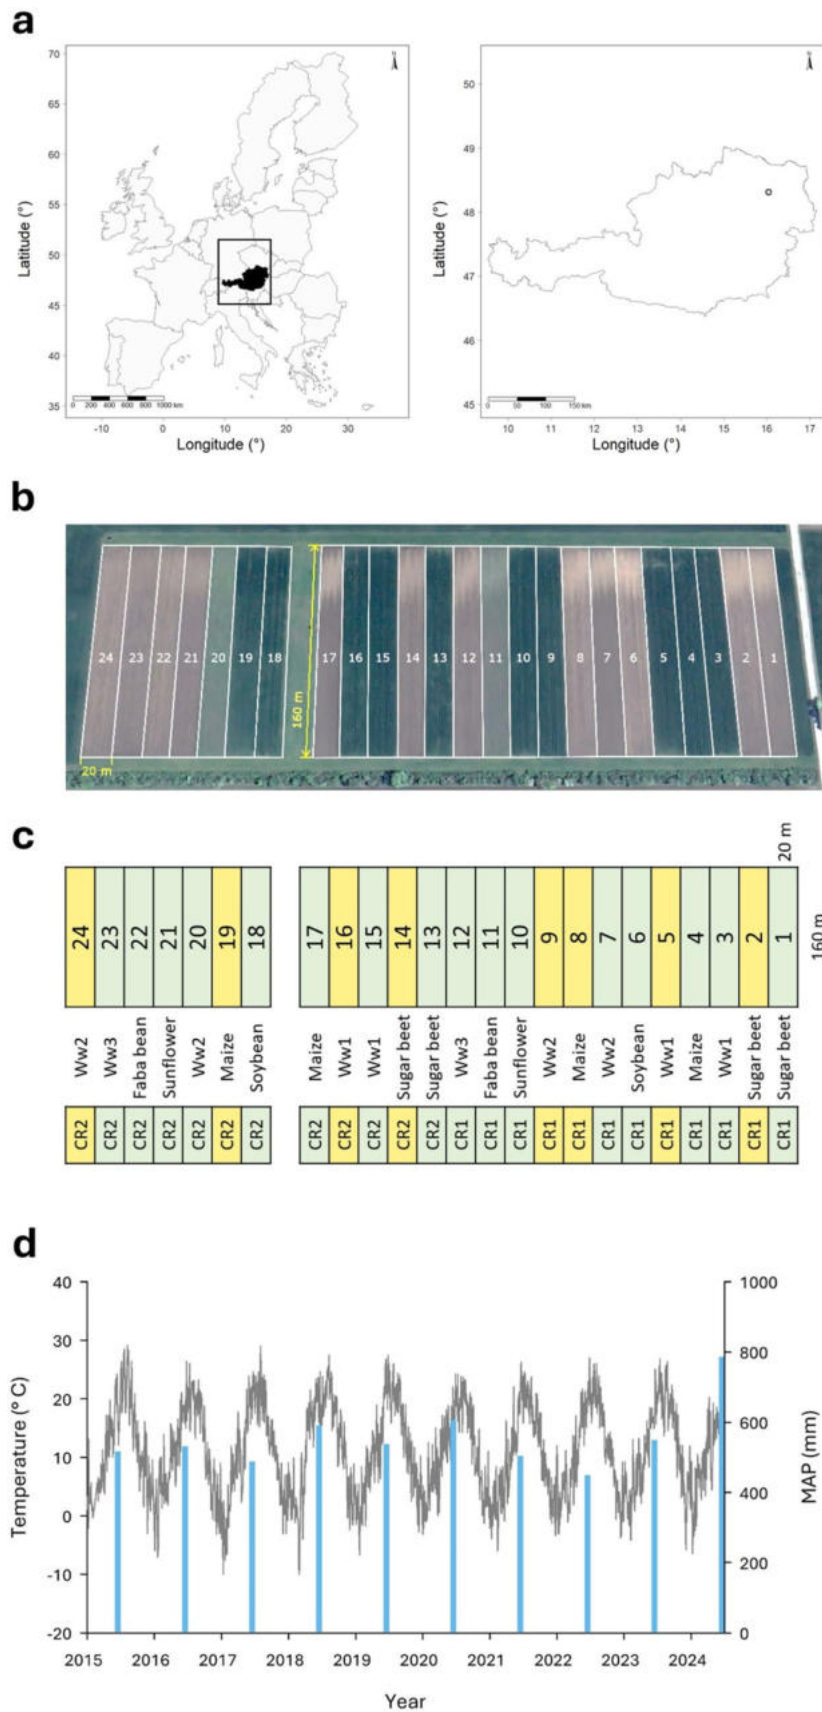 a
70
65
60
55
50
45
40
35
Latitude (°)
N
0 200 400 600 800 1000 km
-10 0 10 20 30
Longitude (°)
50
49
48
47
46
45
Latitude (°)
N
0 50 100 150 km
10 11 12 13 14 15 16 17
Longitude (°)
b
24 23 22 21 20 19 18 17 16 15 14 13 12 11 10 9 8 7 6 5 4 3 2 1
160 m
20 m
c
20 m
24 23 22 21 20 19 18 17 16 15 14 13 12 11 10 9 8 7 6 5 4 3 2 1
160 m
Ww2 Ww3 Faba bean Sunflower Ww2 Maize Soybean Maize Ww1 Ww1 Sugar beet Sugar beet Ww3 Faba bean Sunflower Ww2 Maize Ww2 Soybean Ww1 Maize Ww1 Sugar beet Sugar beet
CR2 CR2 CR2 CR2 CR2 CR2 CR2 CR2 CR2 CR2 CR2 CR2 CR1 CR1 CR1 CR1 CR1 CR1 CR1 CR1 CR1 CR1 CR1 CR1
d
40
30
20
10
0
-10
-20
Temperature (° C)
1000
800
600
400
200
0
MAP (mm)
2015 2016 2017 2018 2019 2020 2021 2022 2023 2024
Year